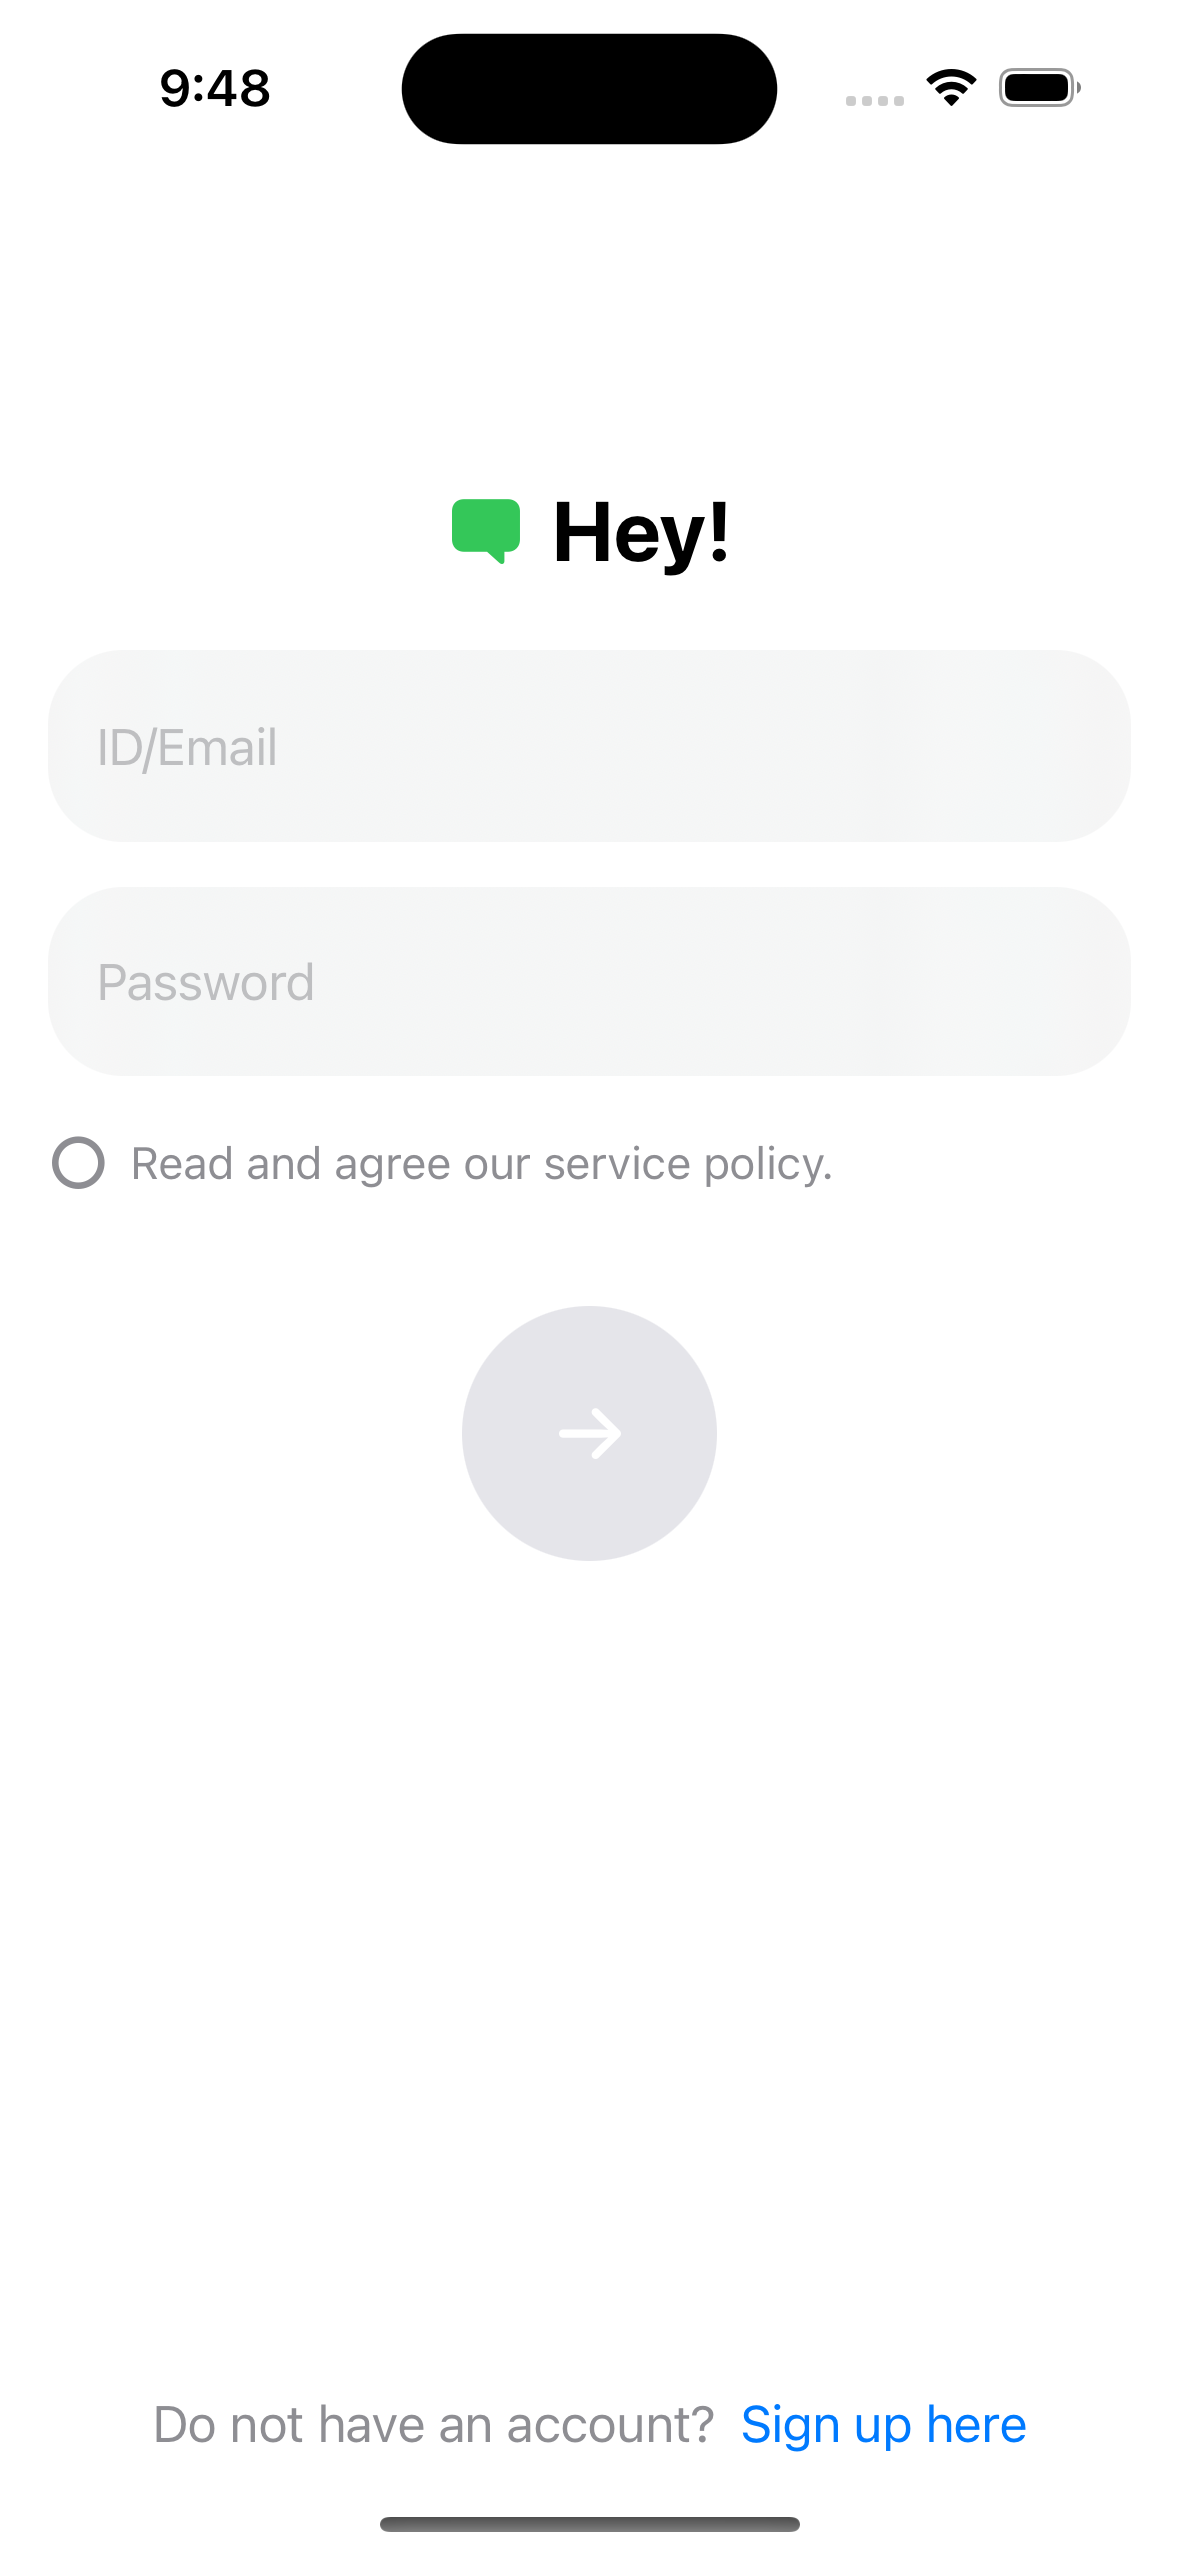 9:48
Hey!
ID/Email
Password
Read and agree our service policy.
Do not have an account? Sign up here